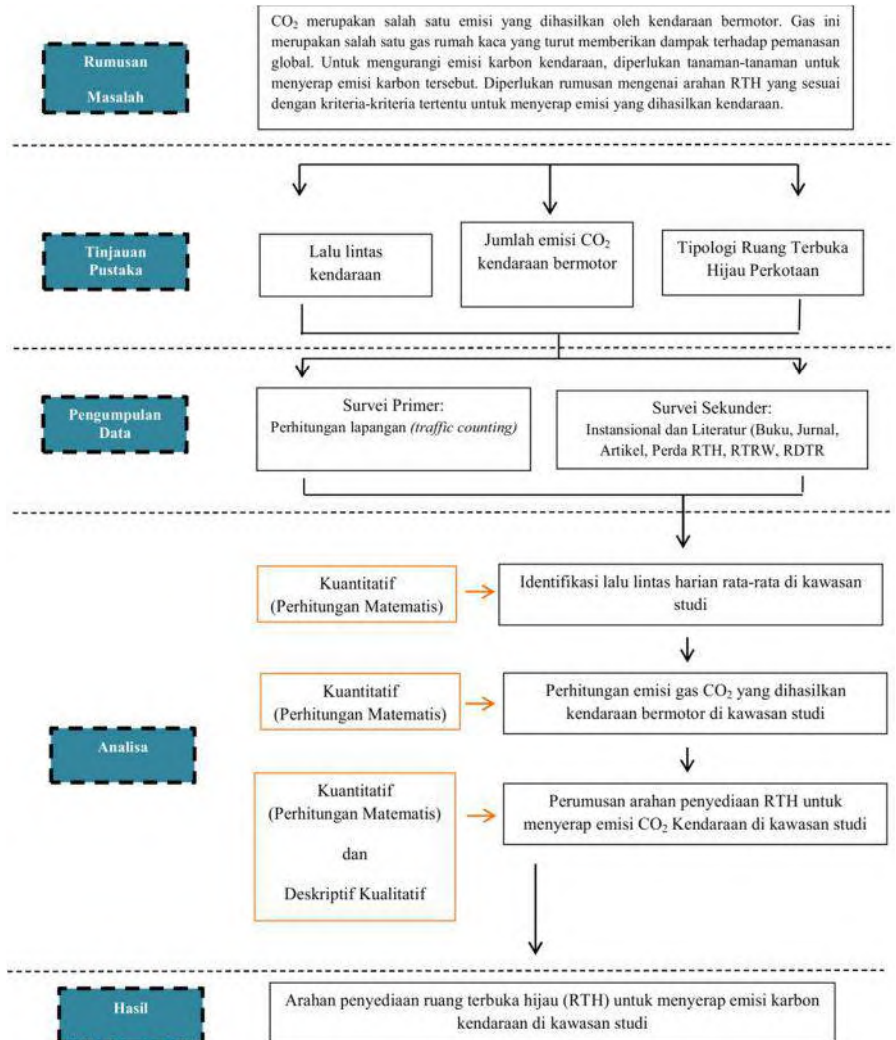 Rumusan
Masalah
CO₂ merupakan salah satu emisi yang dihasilkan oleh kendaraan bermotor. Gas ini
merupakan salah satu gas rumah kaca yang turut memberikan dampak terhadap pemanasan
global. Untuk mengurangi emisi karbon kendaraan, diperlukan tanaman-tanaman untuk
menyerap emisi karbon tersebut. Diperlukan rumusan mengenai arahan RTH yang sesuai
dengan kriteria-kriteria tertentu untuk menyerap emisi yang dihasilkan kendaraan.
Tinjauan
Pustaka
Lalu lintas
kendaraan
Jumlah emisi CO₂
kendaraan bermotor
Tipologi Ruang Terbuka
Hijau Perkotaan
Pengumpulan
Data
Survei Primer:
Perhitungan lapangan (traffic counting)
Survei Sekunder:
Instansional dan Literatur (Buku, Jurnal,
Artikel, Perda RTH, RTRW, RDTR
Analisa
Kuantitatif
(Perhitungan Matematis)
Identifikasi lalu lintas harian rata-rata di kawasan
studi
Kuantitatif
(Perhitungan Matematis)
Perhitungan emisi gas CO₂ yang dihasilkan
kendaraan bermotor di kawasan studi
Kuantitatif
(Perhitungan Matematis)
dan
Deskriptif Kualitatif
Perumusan arahan penyediaan RTH untuk
menyerap emisi CO₂ Kendaraan di kawasan studi
Hasil
Arahan penyediaan ruang terbuka hijau (RTH) untuk menyerap emisi karbon
kendaraan di kawasan studi